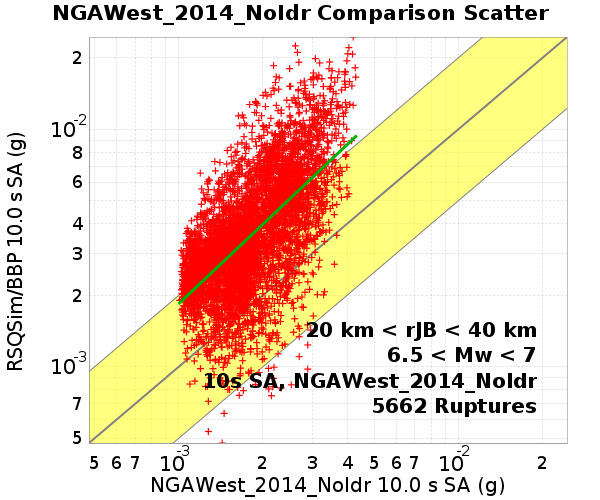 NGAWest_2014_NoIdr Comparison Scatter
RSQSim/BBP 10.0 s SA (g)
2
10-2
8
6
4
3
2
10-3
7
5
20 km < rJB < 40 km
6.5 < Mw < 7
10s SA, NGAWest_2014_NoIdr
5662 Ruptures
5 6 7 10-3 2 3 4 5 6 7 10-2 2
NGAWest_2014_NoIdr 10.0 s SA (g)